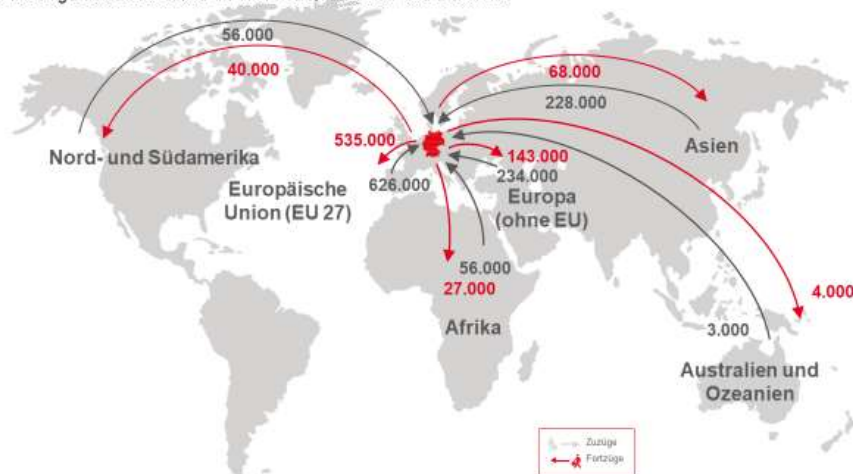 56.000
40.000
68.000
228.000
Nord- und Südamerika
535.000
143.000
Asien
Europäische
Union (EU 27)
626.000
234.000
Europa
(ohne EU)
56.000
27.000
4.000
Afrika
3.000
Australien und
Ozeanien
Zuzüge
Fortzüge